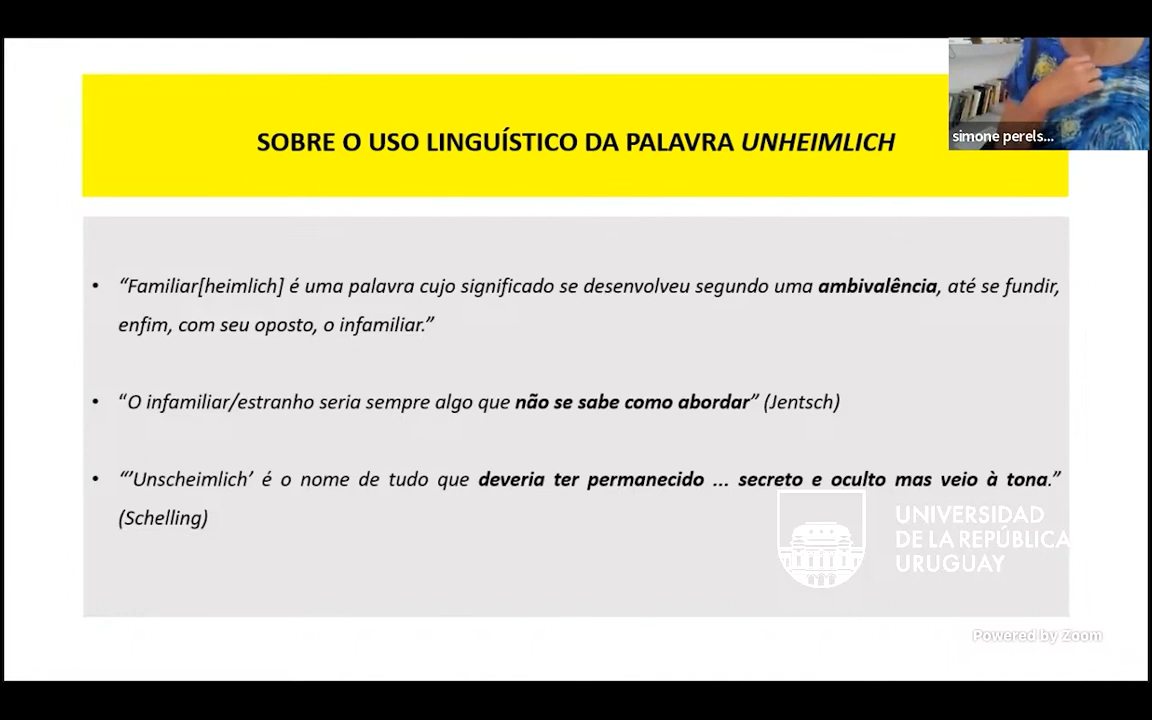 simone perels...
SOBRE O USO LINGUÍSTICO DA PALAVRA UNHEIMLICH
• “Familiar[heimlich] é uma palavra cujo significado se desenvolveu segundo uma ambivalência, até se fundir,
enfim, com seu oposto, o infamiliar.”
• “O infamiliar/estranho seria sempre algo que não se sabe como abordar” (Jentsch)
• “’Unscheimlich’ é o nome de tudo que deveria ter permanecido ... secreto e oculto mas veio à tona.”
(Schelling)
UNIVERSIDAD
DE LA REPÚBLICA
URUGUAY
Powered by Zoom